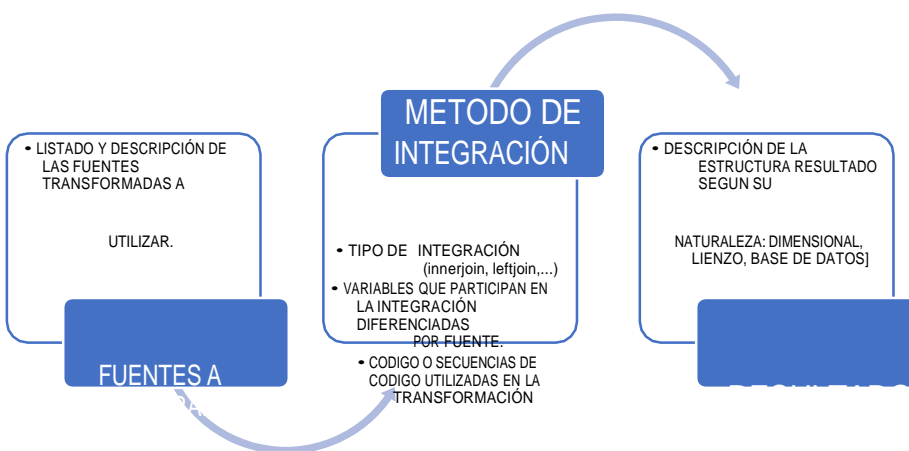 • LISTADO Y DESCRIPCIÓN DE
LAS FUENTES
TRANSFORMADAS A
UTILIZAR.
FUENTES A
METODO DE
INTEGRACIÓN
• TIPO DE INTEGRACIÓN
(innerjoin, leftjoin,...)
• VARIABLES QUE PARTICIPAN EN
LA INTEGRACIÓN
DIFERENCIADAS
POR FUENTE.
• CODIGO O SECUENCIAS DE
CODIGO UTILIZADAS EN LA
TRANSFORMACIÓN
• DESCRIPCIÓN DE LA
ESTRUCTURA RESULTADO
SEGUN SU
NATURALEZA: DIMENSIONAL,
LIENZO, BASE DE DATOS]